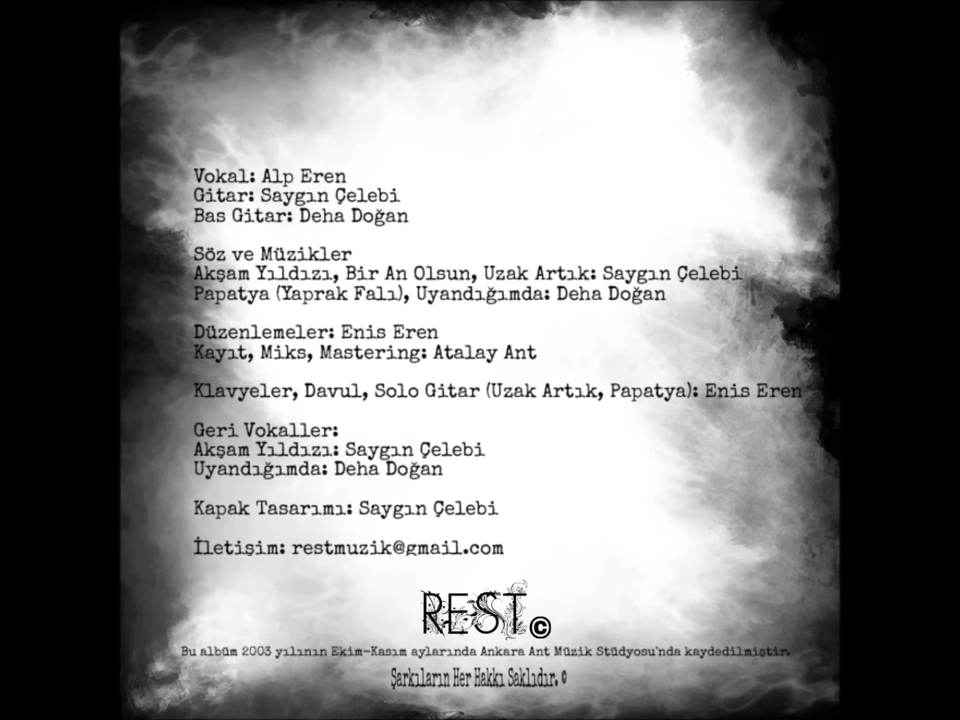 Vokal: Alp Eren
Gitar: Saygın Çelebi
Bas Gitar: Deha Doğan
Söz ve Müzikler
Akşam Yıldızı, Bir An Olsun, Uzak Artık: Saygın Çelebi
Papatya (Yaprak Falı), Uyandığımda: Deha Doğan
Düzenlemeler: Enis Eren
Kayıt, Miks, Mastering: Atalay Ant
Klavyeler, Davul, Solo Gitar (Uzak Artık, Papatya): Enis Eren
Geri Vokaller:
Akşam Yıldızı: Saygın Çelebi
Uyandığımda: Deha Doğan
Kapak Tasarımı: Saygın Çelebi
İletişim: restmuzik@gmail.com
REST©
Bu albüm 2003 yılının Ekim-Kasım aylarında Ankara Ant Müzik Stüdyosu'nda kaydedilmiştir.
Şarkıların Her Hakkı Saklıdır. ©